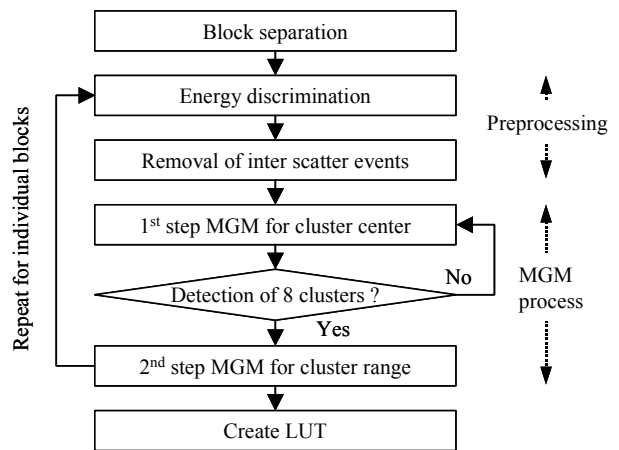 Block separation
Energy discrimination
Preprocessing
Removal of inter scatter events
Repeat for individual blocks
1st step MGM for cluster center
No
MGM
process
Detection of 8 clusters ?
Yes
2nd step MGM for cluster range
Create LUT